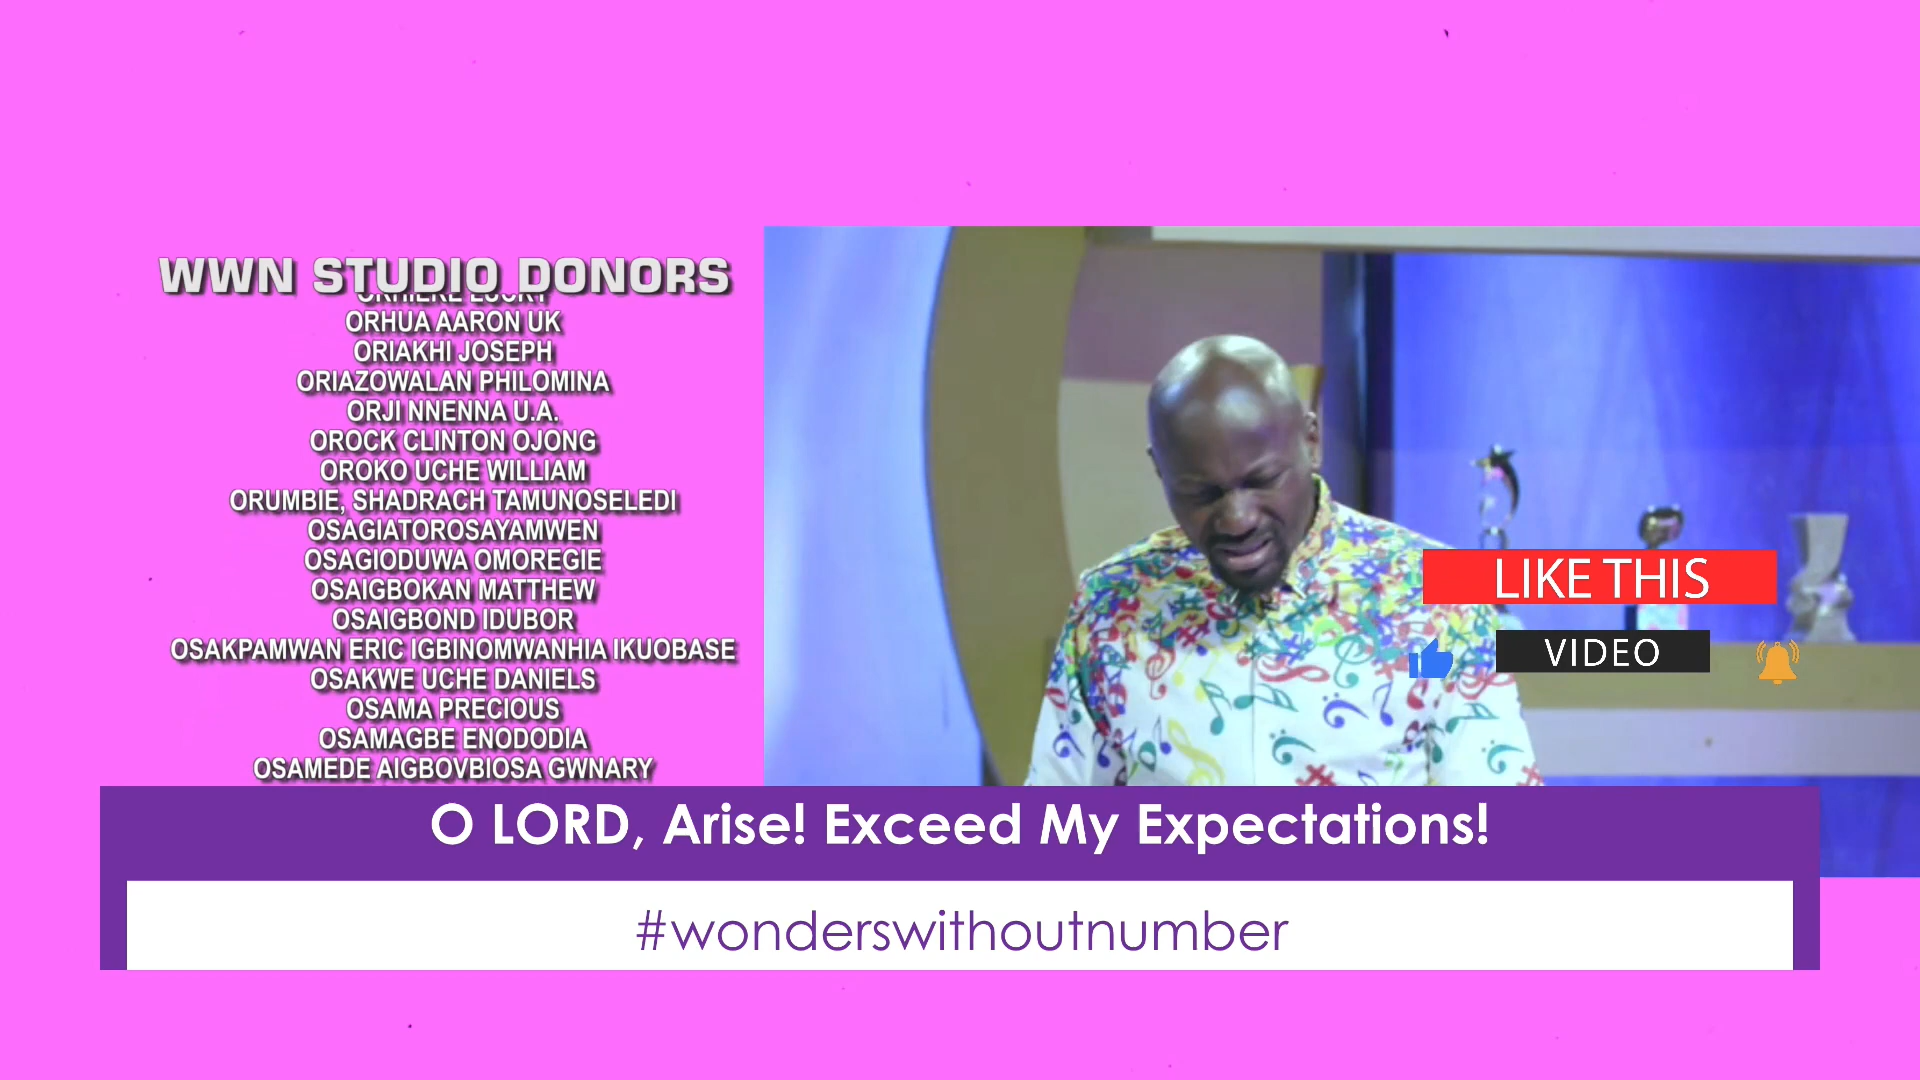 WWN STUDIO DONORS
ORHUA AARON UK
ORIAKHI JOSEPH
ORIAZOWALAN PHILOMINA
ORJI NNENNA U.A.
OROCK CLINTON OJONG
OROKO UCHE WILLIAM
ORUMBIE, SHADRACH TAMUNOSELEDI
OSAGIATOROSAYAMWEN
OSAGIODUWA OMOREGIE
OSAIGBOKAN MATTHEW
OSAIGBOND IDUBOR
OSAKPAMWAN ERIC IGBINOMWANHIA IKUOBASE
OSAKWE UCHE DANIELS
OSAMA PRECIOUS
OSAMAGBE ENODODIA
OSAMEDE AIGBOVBIOSA GWNARY
LIKE THIS
VIDEO
O LORD, Arise! Exceed My Expectations!
#wonderswithoutnumber